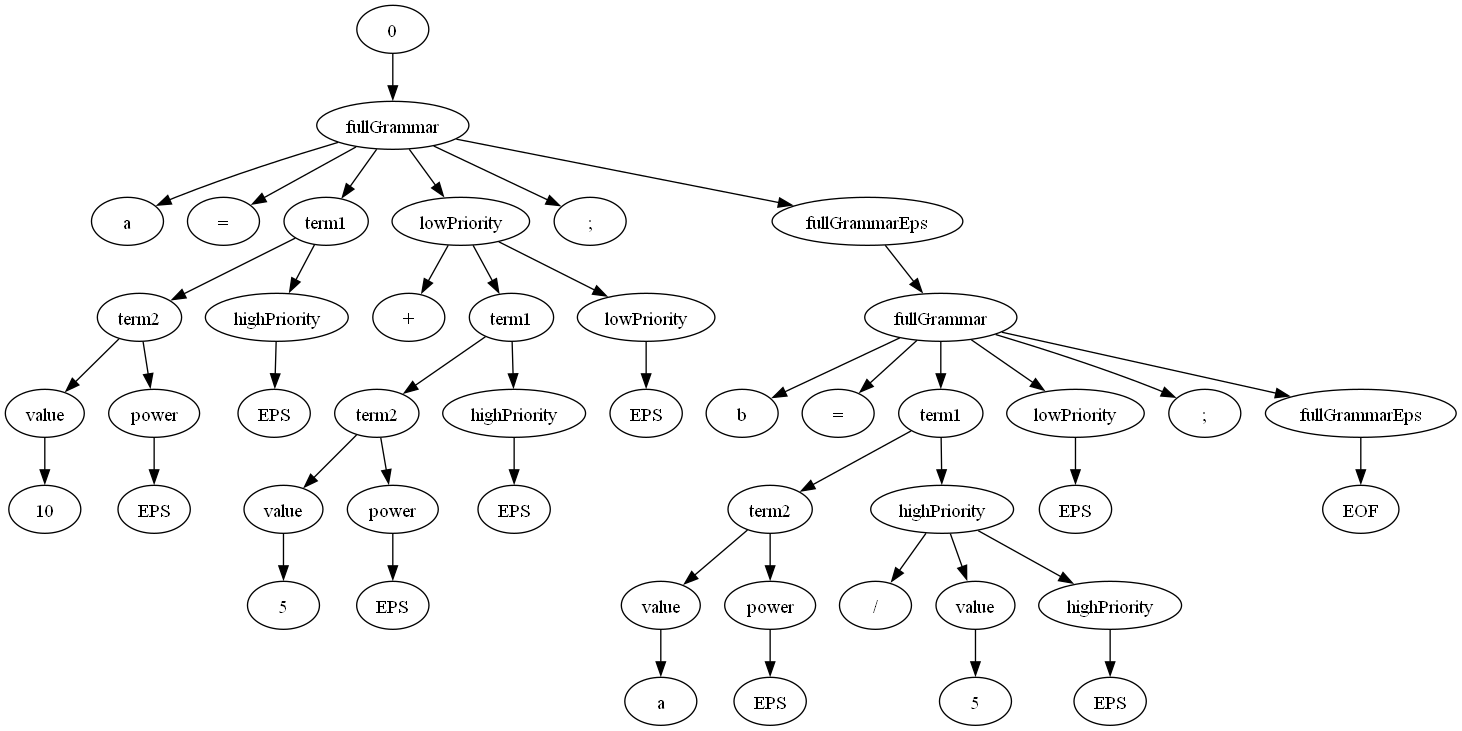 0
fullGrammar
a = term1 lowPriority ; fullGrammarEps
term2 highPriority + term1 lowPriority fullGrammar
value power EPS term2 highPriority EPS b = term1 lowPriority ; fullGrammarEps
10 EPS value power EPS term2 highPriority EPS EOF
5 EPS value power / value highPriority
a EPS 5 EPS